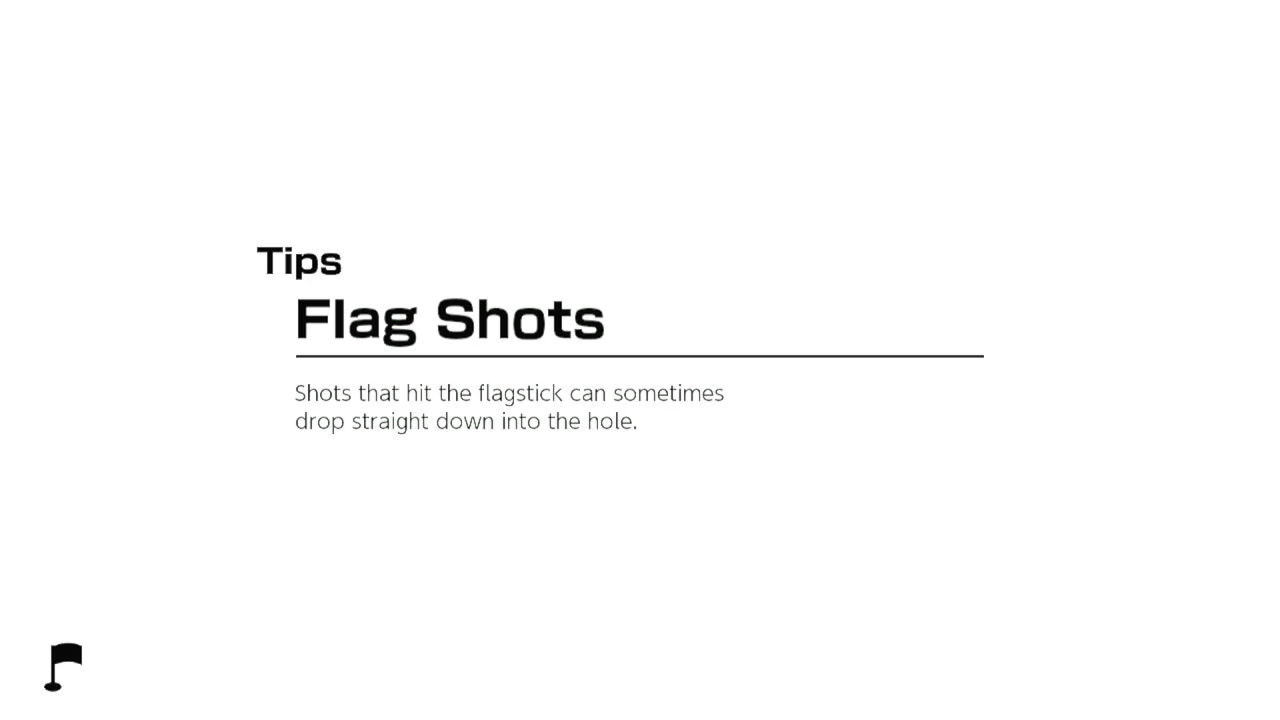 Tips
Flag Shots
Shots that hit the flagstick can sometimes
drop straight down into the hole.